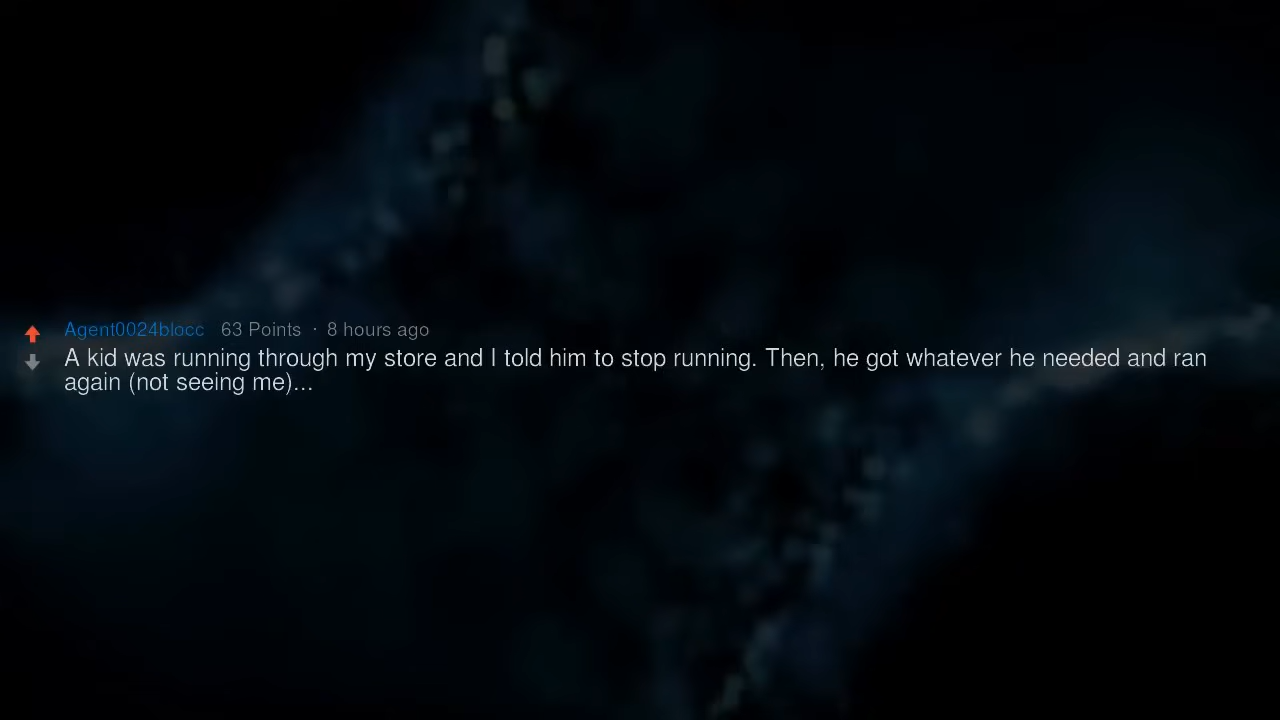 Agent0024blocc 63 Points · 8 hours ago
A kid was running through my store and I told him to stop running. Then, he got whatever he needed and ran
again (not seeing me)...